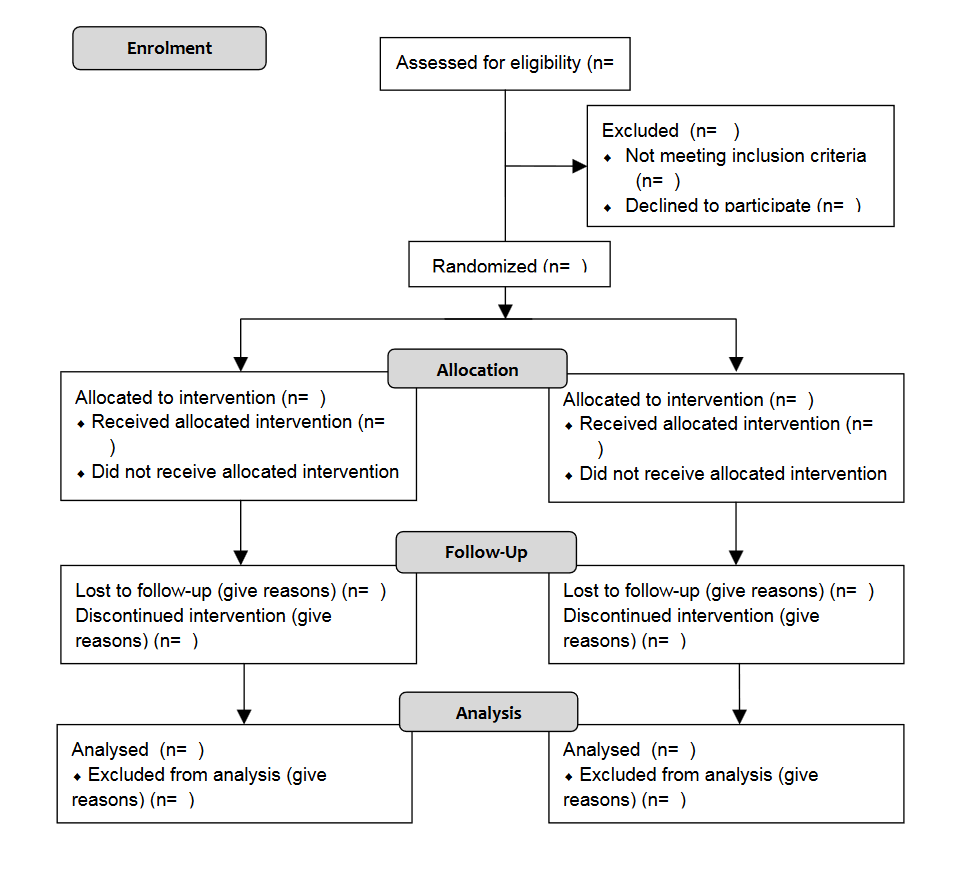 Enrolment
Assessed for eligibility (n=
Excluded (n= )
⬥ Not meeting inclusion criteria
(n= )
⬥ Declined to participate (n= )
Randomized (n= )
Allocation
Allocated to intervention (n= )
⬥ Received allocated intervention (n=
)
⬥ Did not receive allocated intervention
Allocated to intervention (n= )
⬥ Received allocated intervention (n=
)
⬥ Did not receive allocated intervention
Follow-Up
Lost to follow-up (give reasons) (n= )
Discontinued intervention (give
reasons) (n= )
Lost to follow-up (give reasons) (n= )
Discontinued intervention (give
reasons) (n= )
Analysis
Analysed (n= )
⬥ Excluded from analysis (give
reasons) (n= )
Analysed (n= )
⬥ Excluded from analysis (give
reasons) (n= )